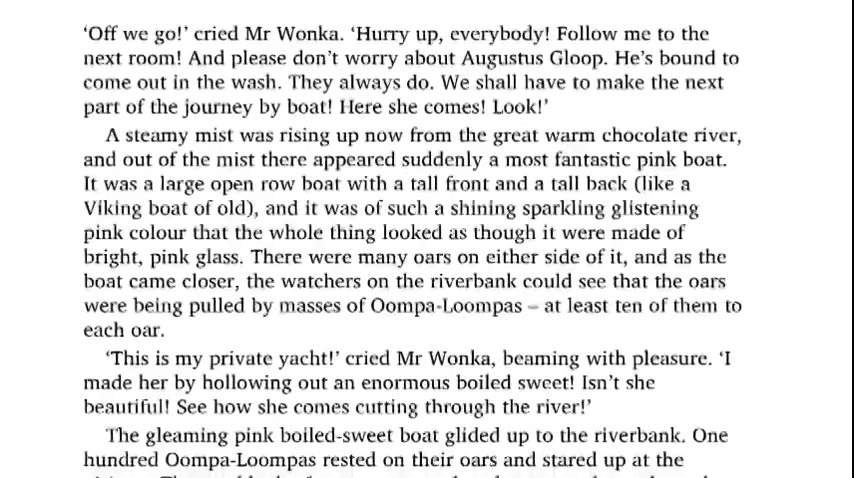 ‘Off we go!’ cried Mr Wonka. ‘Hurry up, everybody! Follow me to the
next room! And please don’t worry about Augustus Gloop. He’s bound to
come out in the wash. They always do. We shall have to make the next
part of the journey by boat! Here she comes! Look!’
A steamy mist was rising up now from the great warm chocolate river,
and out of the mist there appeared suddenly a most fantastic pink boat.
It was a large open row boat with a tall front and a tall back (like a
Viking boat of old), and it was of such a shining sparkling glistening
pink colour that the whole thing looked as though it were made of
bright, pink glass. There were many oars on either side of it, and as the
boat came closer, the watchers on the riverbank could see that the oars
were being pulled by masses of Oompa-Loompas – at least ten of them to
each oar.
‘This is my private yacht!’ cried Mr Wonka, beaming with pleasure. ‘I
made her by hollowing out an enormous boiled sweet! Isn’t she
beautiful! See how she comes cutting through the river!’
The gleaming pink boiled-sweet boat glided up to the riverbank. One
hundred Oompa-Loompas rested on their oars and stared up at the